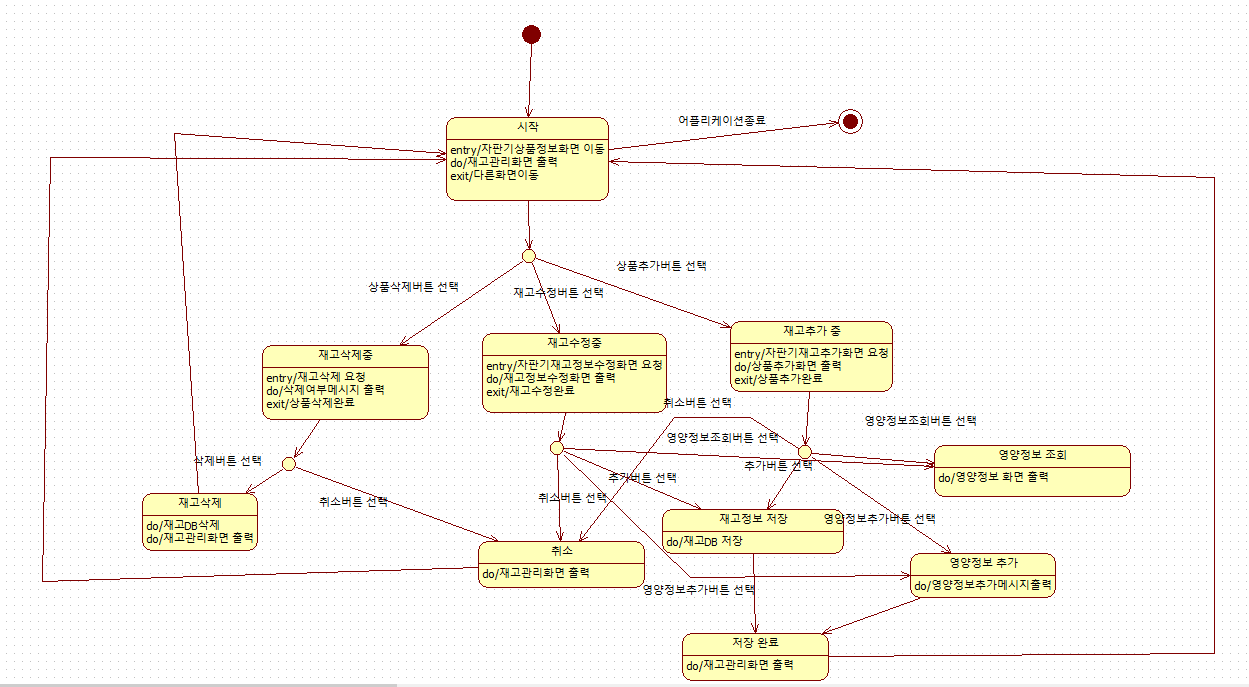 어플리케이션종료
시작
entry/자판기상품정보화면 이동
do/재고관리화면 출력
exit/다른화면이동
상품추가버튼 선택
상품삭제버튼 선택
재고수정버튼 선택
재고추가 중
entry/자판기재고추가화면 요청
do/상품추가화면 출력
exit/상품추가완료
재고수정중
entry/자판기재고정보수정화면 요청
do/재고정보수정화면 출력
exit/재고수정완료
재고삭제중
entry/재고삭제 요청
do/삭제여부메시지 출력
exit/상품삭제완료
취소버튼 선택
영양정보조회버튼 선택
영양정보조회버튼 선택
삭제버튼 선택
추가버튼 선택
영양정보 조회
do/영양정보 화면 출력
추가버튼 선택
취소버튼 선택
취소버튼 선택
재고삭제
do/재고DB삭제
do/재고관리화면 출력
재고정보 저장
do/재고DB 저장
영양정보추가버튼 선택
취소
do/재고관리화면 출력
영양정보 추가
do/영양정보추가메시지출력
영양정보추가버튼 선택
저장 완료
do/재고관리화면 출력